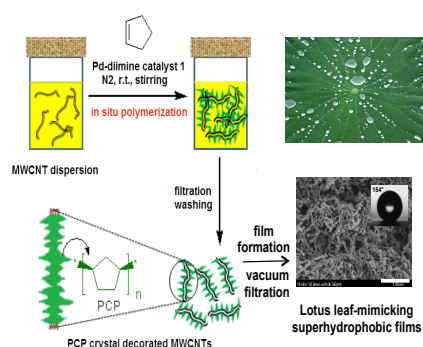 Pd-diimine catalyst 1
N2, r.t., stirring
in situ polymerization
MWCNT dispersion
filtration
washing
film
formation
vacuum
filtration
154°
n
PCP
PCP crystal decorated MWCNTs
Lotus leaf-mimicking
superhydrophobic films